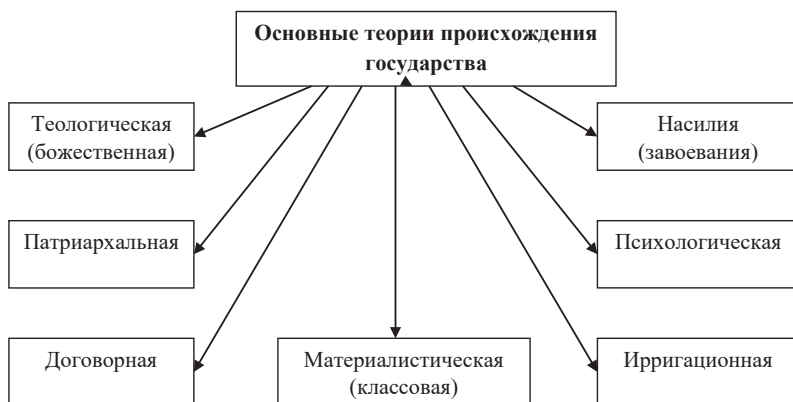 Основные теории происхождения
государства
Теологическая
(божественная)
Насилия
(завоевания)
Патриархальная
Психологическая
Договорная
Материалистическая
(классовая)
Ирригационная